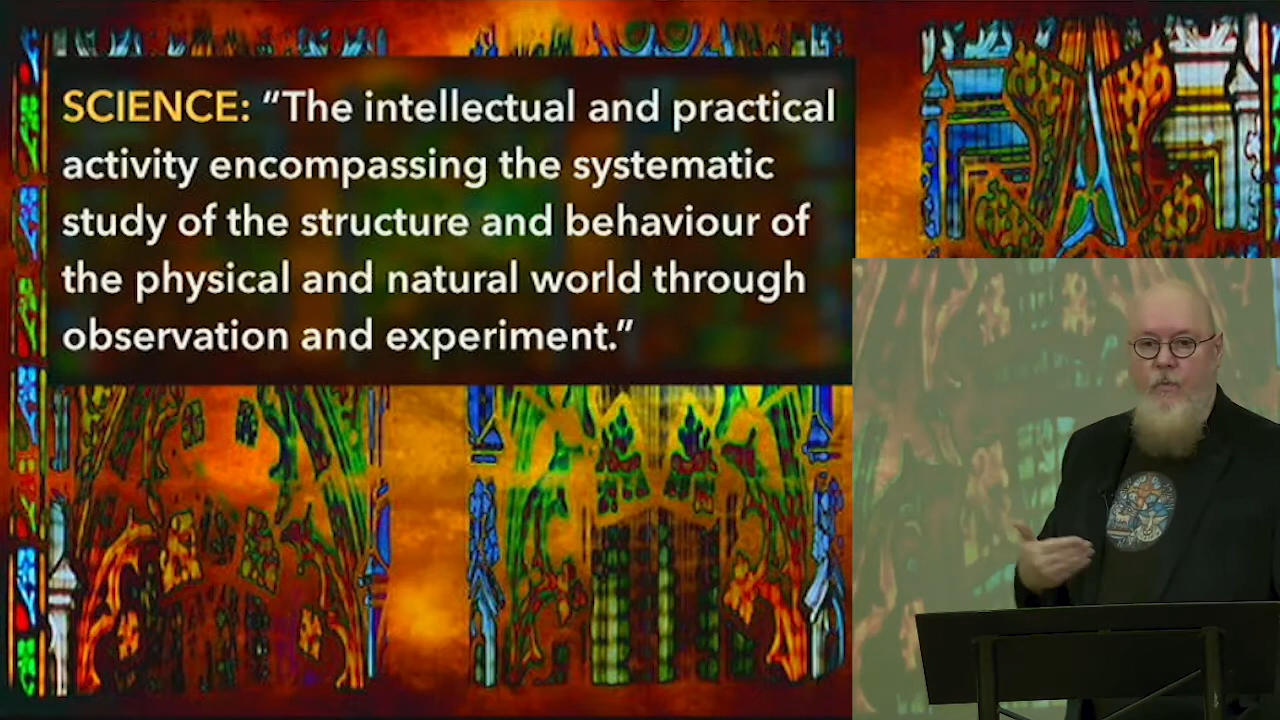 SCIENCE: “The intellectual and practical
activity encompassing the systematic
study of the structure and behaviour of
the physical and natural world through
observation and experiment.”